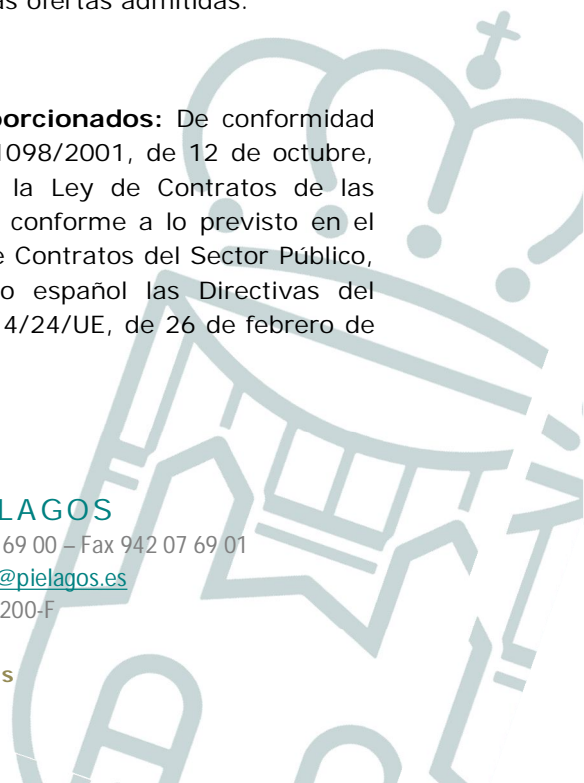 as ofertas admitidas.
porcionados: De conformidad
1098/2001, de 12 de octubre,
la Ley de Contratos de las
conforme a lo previsto en el
e Contratos del Sector Público,
o español las Directivas del
4/24/UE, de 26 de febrero de
LAGOS
69 00 – Fax 942 07 69 01
@pielagos.es
200-F
s